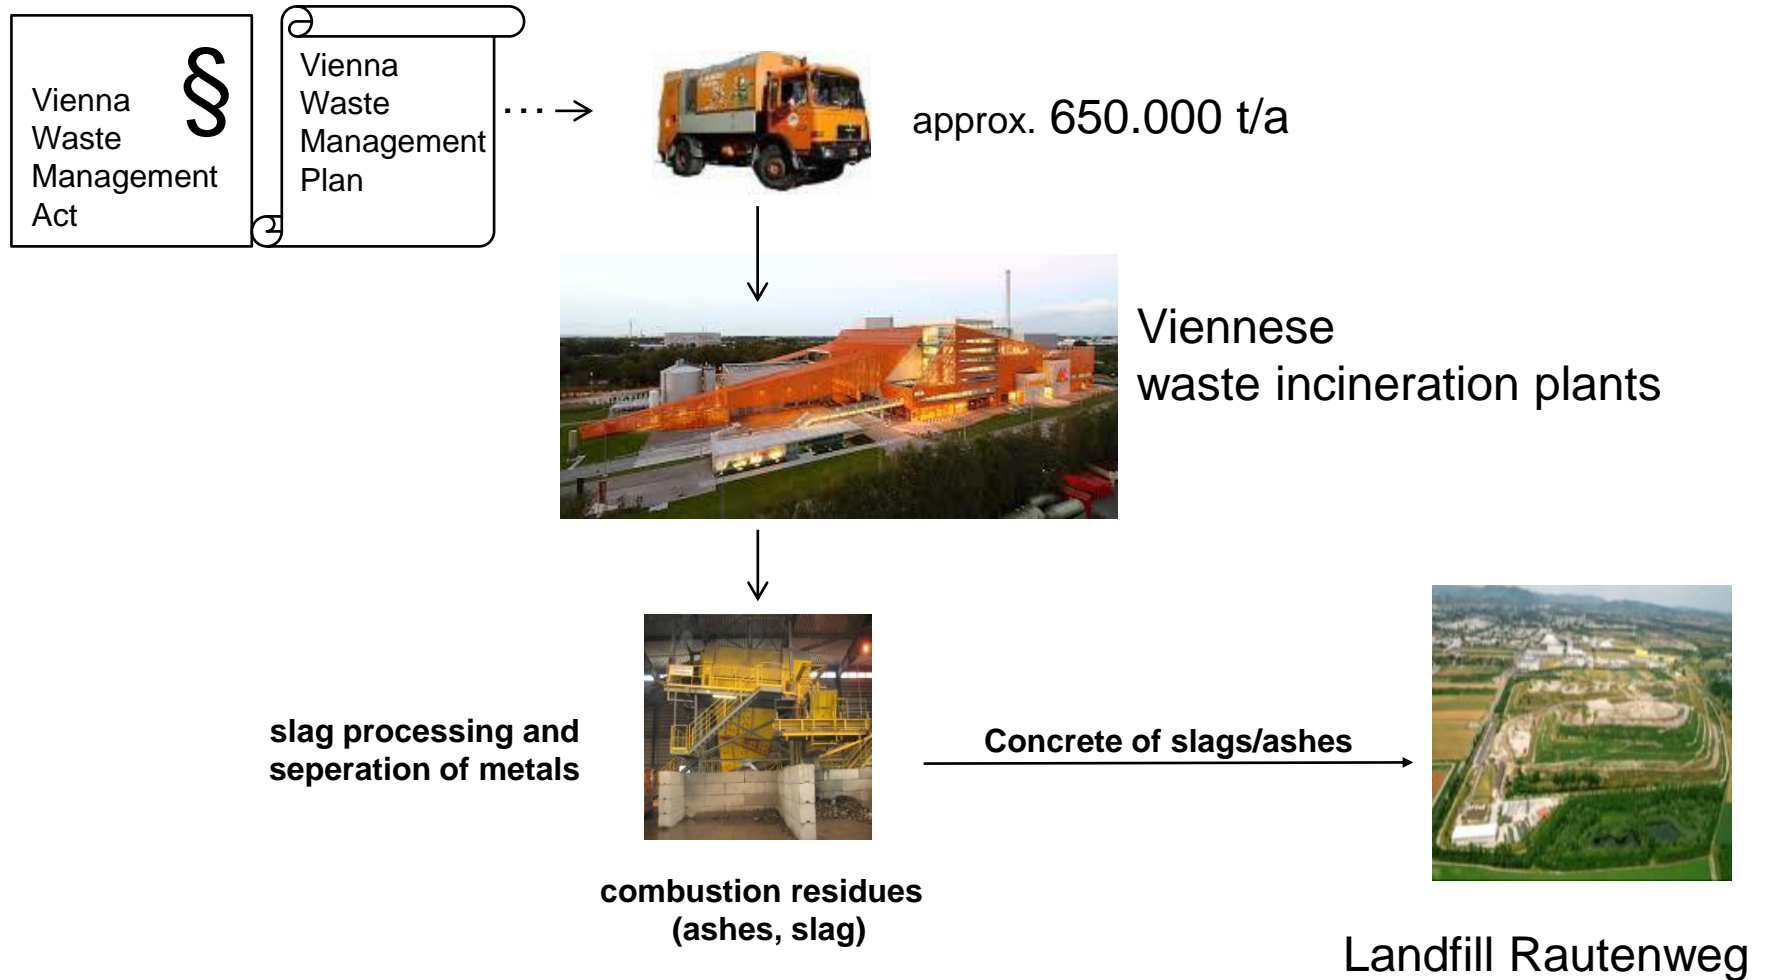 Vienna
Waste
Management
Act
§
Vienna
Waste
Management
Plan
approx. 650.000 t/a
Viennese
waste incineration plants
slag processing and
seperation of metals
Concrete of slags/ashes
combustion residues
(ashes, slag)
Landfill Rautenweg